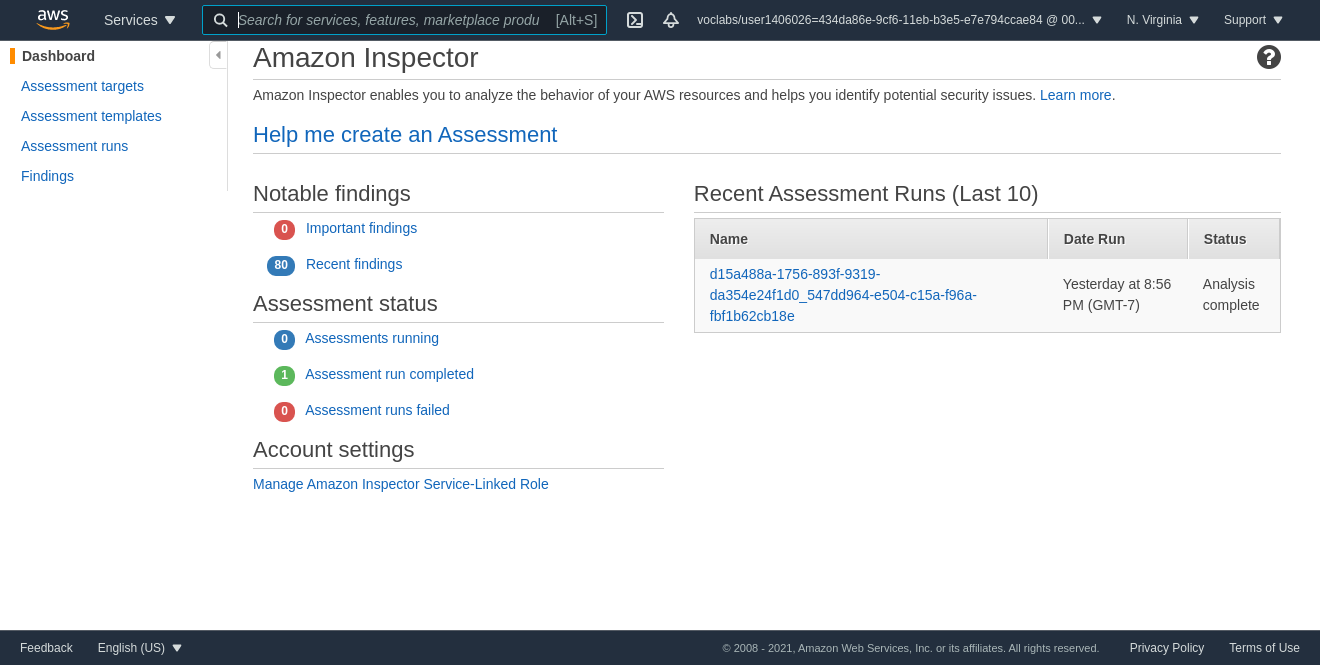 aws Services Search for services, features, marketplace produ [Alt+S] voclabs/user1406026=434da86e-9cf6-11eb-b3e5-e7e794ccae84 @ 00... N. Virginia Support
Dashboard
Assessment targets
Assessment templates
Assessment runs
Findings
Amazon Inspector
?
Amazon Inspector enables you to analyze the behavior of your AWS resources and helps you identify potential security issues. Learn more.
Help me create an Assessment
Notable findings
0 Important findings
80 Recent findings
Assessment status
0 Assessments running
1 Assessment run completed
0 Assessment runs failed
Account settings
Manage Amazon Inspector Service-Linked Role
Recent Assessment Runs (Last 10)
Name Date Run Status
d15a488a-1756-893f-9319-
da354e24f1d0_547dd964-e504-c15a-f96a-
fbf1b62cb18e
Yesterday at 8:56
PM (GMT-7)
Analysis
complete
Feedback English (US) © 2008 - 2021, Amazon Web Services, Inc. or its affiliates. All rights reserved. Privacy Policy Terms of Use